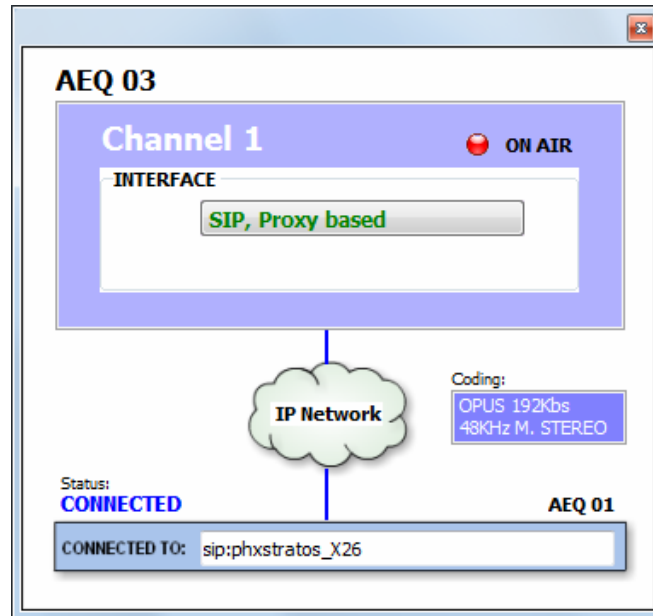 AEQ 03
Channel 1
ON AIR
INTERFACE
SIP, Proxy based
IP Network
Coding:
OPUS 192Kbs
48KHz M. STEREO
Status:
CONNECTED
AEQ 01
CONNECTED TO: sip:phxstratos_X26